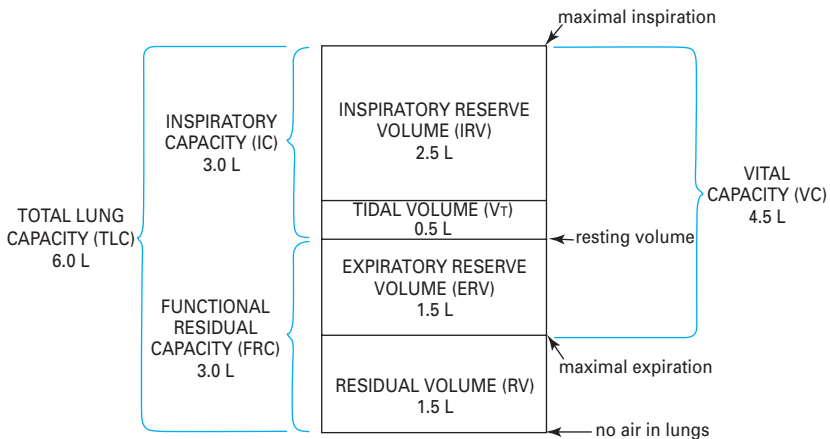 maximal inspiration
INSPIRATORY
CAPACITY (IC)
3.0 L
INSPIRATORY RESERVE
VOLUME (IRV)
2.5 L
VITAL
CAPACITY (VC)
4.5 L
TOTAL LUNG
CAPACITY (TLC)
6.0 L
TIDAL VOLUME (VT)
0.5 L
resting volume
FUNCTIONAL
RESIDUAL
CAPACITY (FRC)
3.0 L
EXPIRATORY RESERVE
VOLUME (ERV)
1.5 L
maximal expiration
RESIDUAL VOLUME (RV)
1.5 L
no air in lungs